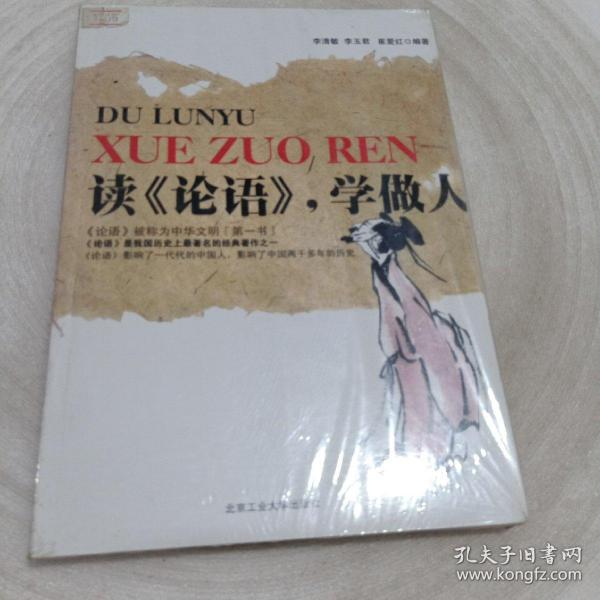 李清敏 李玉君 崔爱红◎编著
DU LUNYU
XUE ZUO REN
读《论语》，学做人
《论语》被称为中华文明［第一书］
《论语》是我国历史上最著名的经典著作之一
《论语》影响了一代代的中国人，影响了中国两千多年的历史
北京工业大学出版社
孔夫子旧书网
www.kongfz.com